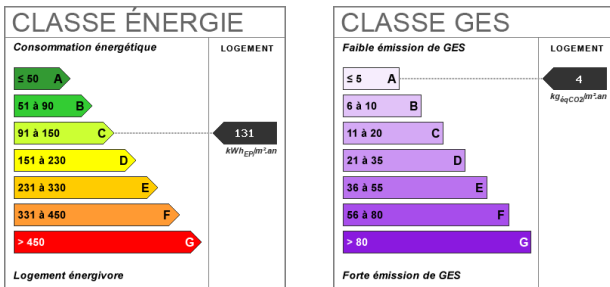 CLASSE ÉNERGIE
Consommation énergétique
LOGEMENT
≤ 50 A
51 à 90 B
91 à 150 C
131
kWhEP/m².an
151 à 230 D
231 à 330 E
331 à 450 F
> 450 G
Logement énergivore
CLASSE GES
Faible émission de GES
LOGEMENT
≤ 5 A
4
kgéqCO2/m².an
6 à 10 B
11 à 20 C
21 à 35 D
36 à 55 E
56 à 80 F
> 80 G
Forte émission de GES